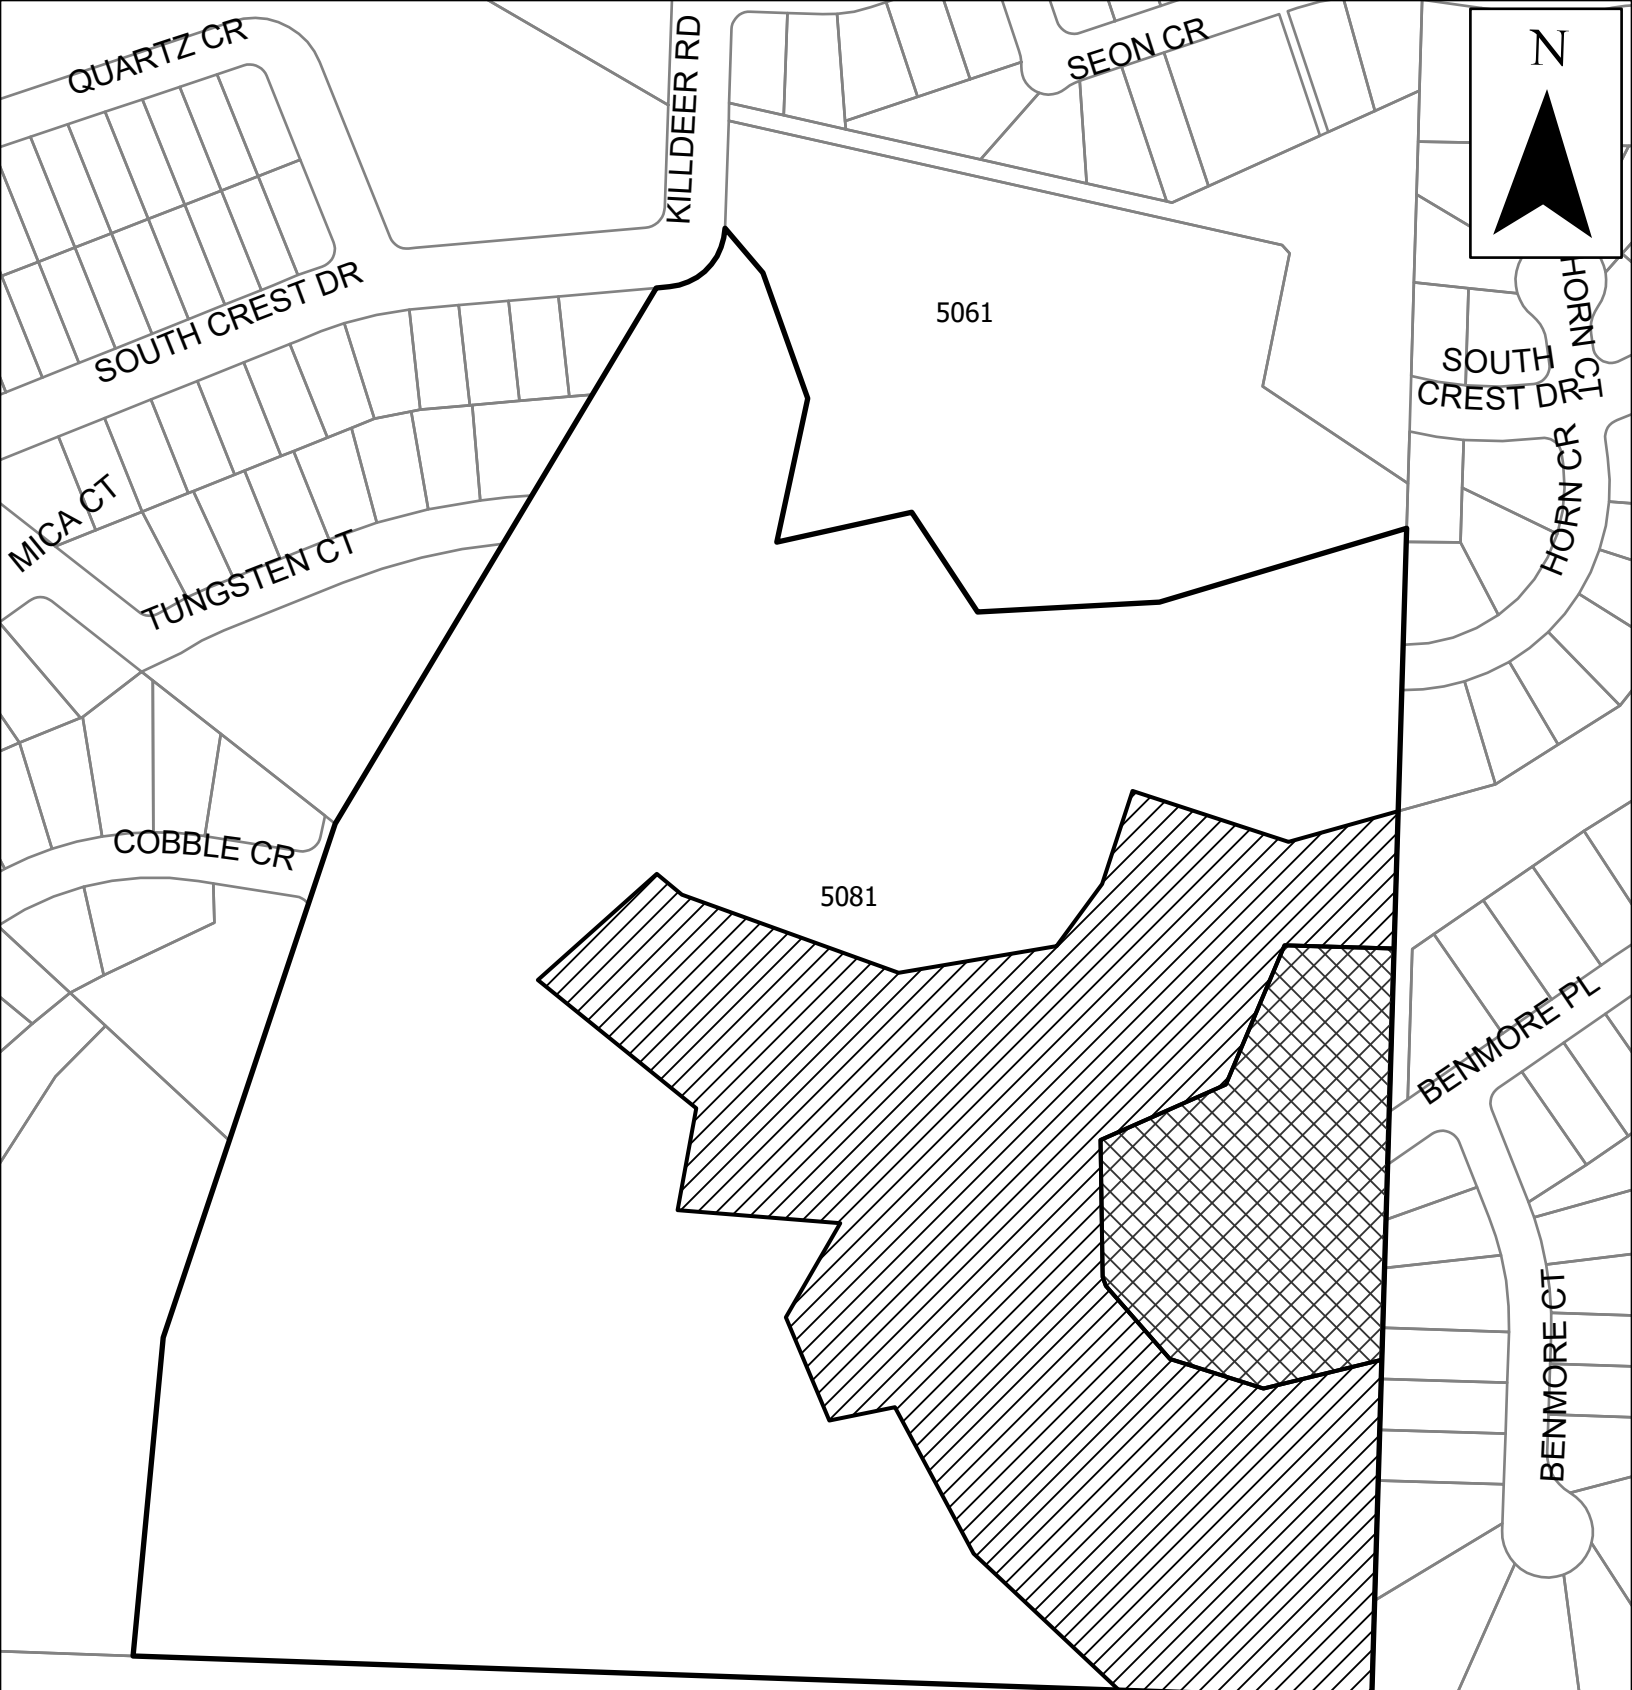 QUARTZ CR
KILLDEER RD
SEON CR
N
SOUTH CREST DR
5061
HORN CT
SOUTH
CREST DR
MICA CT
HORN CR
TUNGSTEN CT
COBBLE CR
5081
BENMORE PL
BENMORE CT